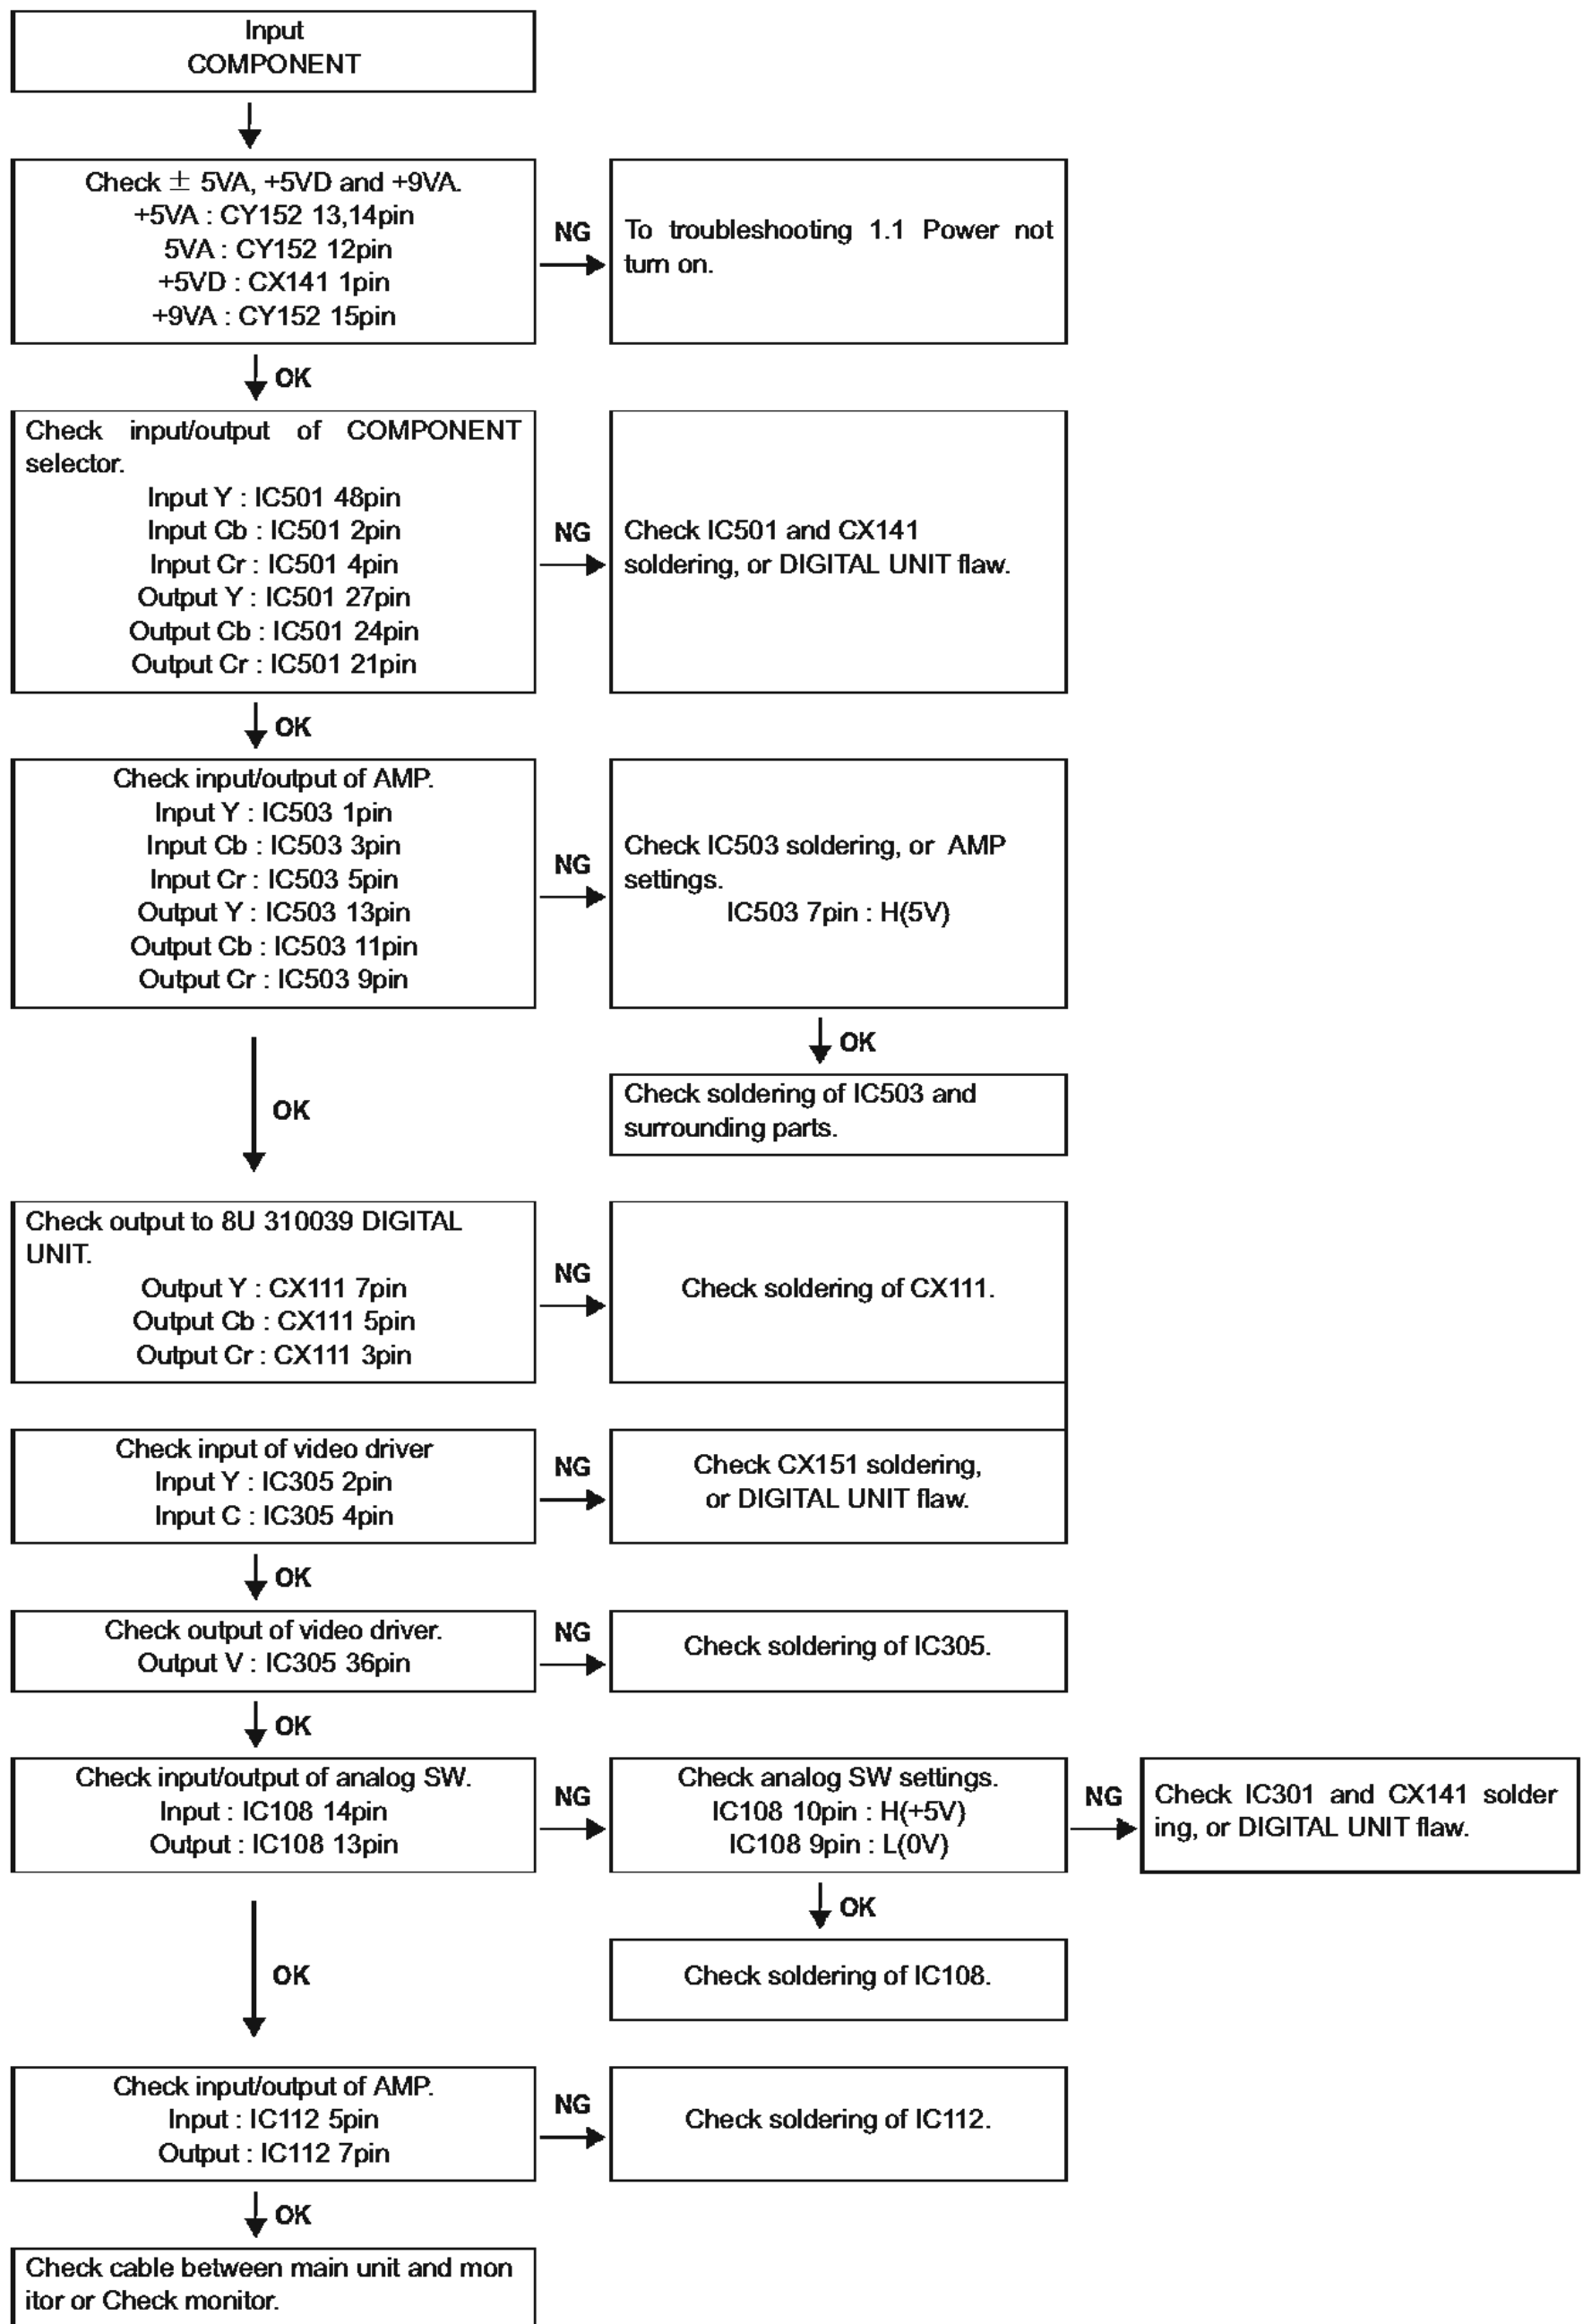 Input
COMPONENT
Check ± 5VA, +5VD and +9VA.
+5VA : CY152 13,14pin
5VA : CY152 12pin
+5VD : CX141 1pin
+9VA : CY152 15pin
NG
To troubleshooting 1.1 Power not
turn on.
OK
Check input/output of COMPONENT
selector.
Input Y : IC501 48pin
Input Cb : IC501 2pin
Input Cr : IC501 4pin
Output Y : IC501 27pin
Output Cb : IC501 24pin
Output Cr : IC501 21pin
NG
Check IC501 and CX141
soldering, or DIGITAL UNIT flaw.
OK
Check input/output of AMP.
Input Y : IC503 1pin
Input Cb : IC503 3pin
Input Cr : IC503 5pin
Output Y : IC503 13pin
Output Cb : IC503 11pin
Output Cr : IC503 9pin
NG
Check IC503 soldering, or AMP
settings.
IC503 7pin : H(5V)
OK
Check soldering of IC503 and
surrounding parts.
OK
Check output to 8U 310039 DIGITAL
UNIT.
Output Y : CX111 7pin
Output Cb : CX111 5pin
Output Cr : CX111 3pin
NG
Check soldering of CX111.
Check input of video driver
Input Y : IC305 2pin
Input C : IC305 4pin
NG
Check CX151 soldering,
or DIGITAL UNIT flaw.
OK
Check output of video driver.
Output V : IC305 36pin
NG
Check soldering of IC305.
OK
Check input/output of analog SW.
Input : IC108 14pin
Output : IC108 13pin
NG
Check analog SW settings.
IC108 10pin : H(+5V)
IC108 9pin : L(0V)
NG
Check IC301 and CX141 solder
ing, or DIGITAL UNIT flaw.
OK
Check soldering of IC108.
OK
Check input/output of AMP.
Input : IC112 5pin
Output : IC112 7pin
NG
Check soldering of IC112.
OK
Check cable between main unit and mon
itor or Check monitor.